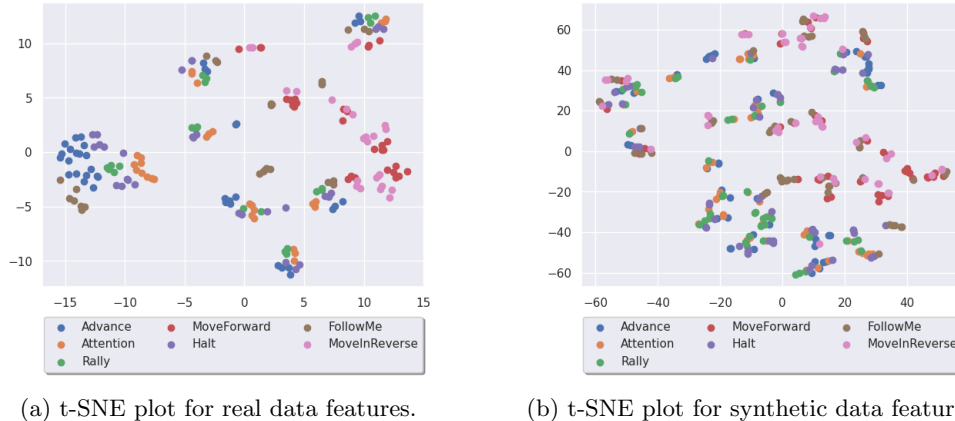 10
5
0
−5
−10
−15
−10
−5
0
5
10
15
Advance
MoveForward
FollowMe
Attention
Halt
MoveInReverse
Rally
(a) t-SNE plot for real data features.
60
40
20
0
−20
−40
−60
−60
−40
−20
0
20
40
Advance
MoveForward
FollowMe
Attention
Halt
MoveInReverse
Rally
(b) t-SNE plot for synthetic data featur